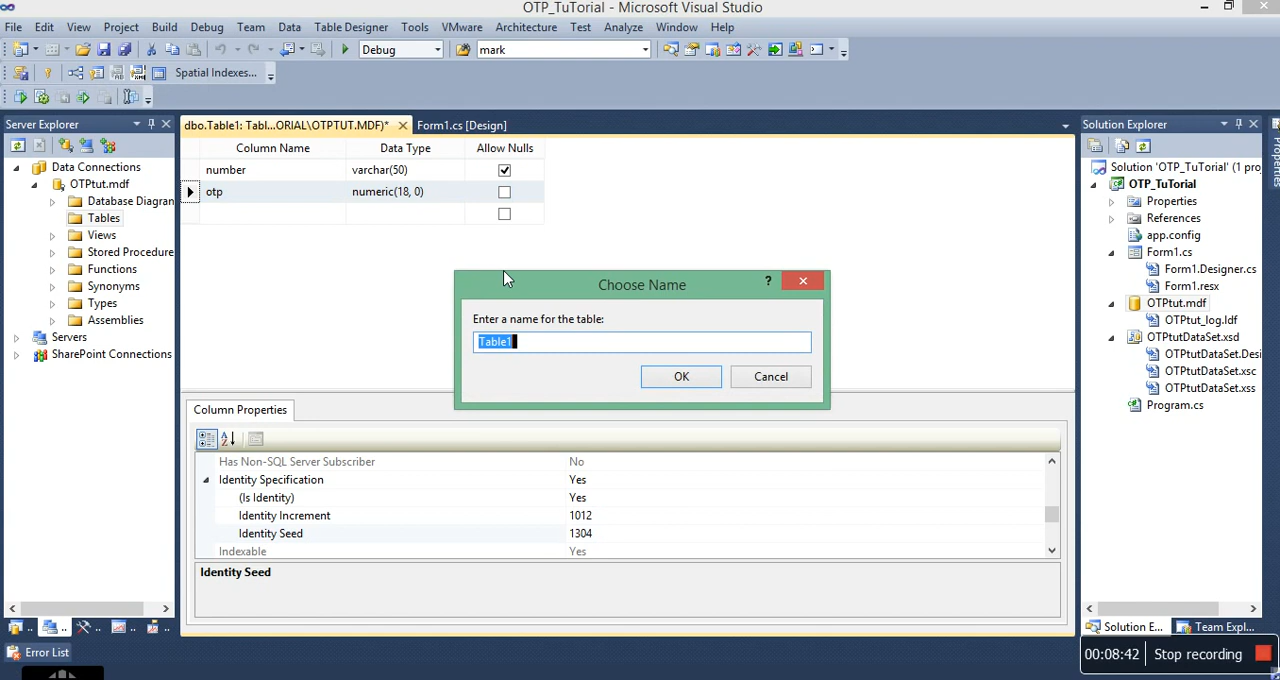 OTP_TuTorial - Microsoft Visual Studio
File Edit View Project Build Debug Team Data Table Designer Tools VMware Architecture Test Analyze Window Help
Debug mark
Spatial Indexes...
Server Explorer
Data Connections
OTPtut.mdf
Database Diagran
Tables
Views
Stored Procedure
Functions
Synonyms
Types
Assemblies
Servers
SharePoint Connections
dbo.Table1: Tabl...ORIAL\OTPTUT.MDF)* Form1.cs [Design]
Column Name Data Type Allow Nulls
number varchar(50)
otp numeric(18, 0)
Choose Name ?
Enter a name for the table:
Table1
OK Cancel
Column Properties
Has Non-SQL Server Subscriber No
Identity Specification Yes
(Is Identity) Yes
Identity Increment 1012
Identity Seed 1304
Indexable Yes
Identity Seed
Solution Explorer
Solution 'OTP_TuTorial' (1 proj
OTP_TuTorial
Properties
References
app.config
Form1.cs
Form1.Designer.cs
Form1.resx
OTPtut.mdf
OTPtut_log.ldf
OTPtutDataSet.xsd
OTPtutDataSet.Desi
OTPtutDataSet.xsc
OTPtutDataSet.xss
Program.cs
Properties
Solution E... Team Expl...
Error List
00:08:42 Stop recording